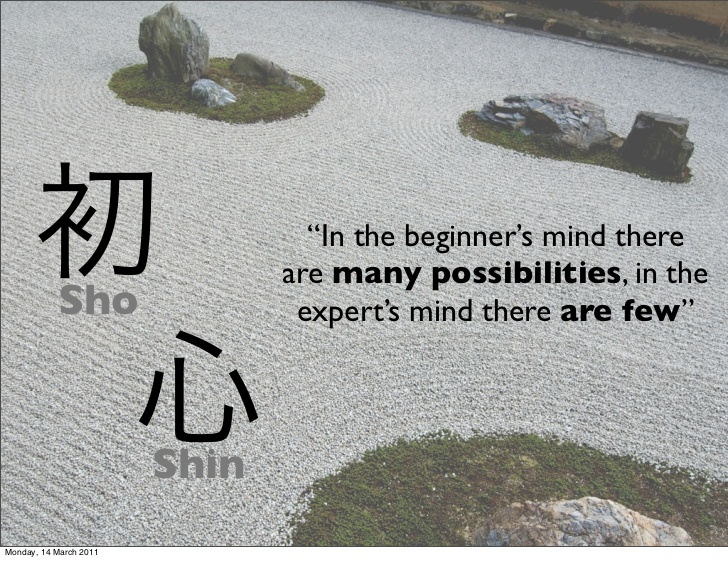 初
Sho
心
Shin
“In the beginner’s mind there
are many possibilities, in the
expert’s mind there are few”
Monday, 14 March 2011